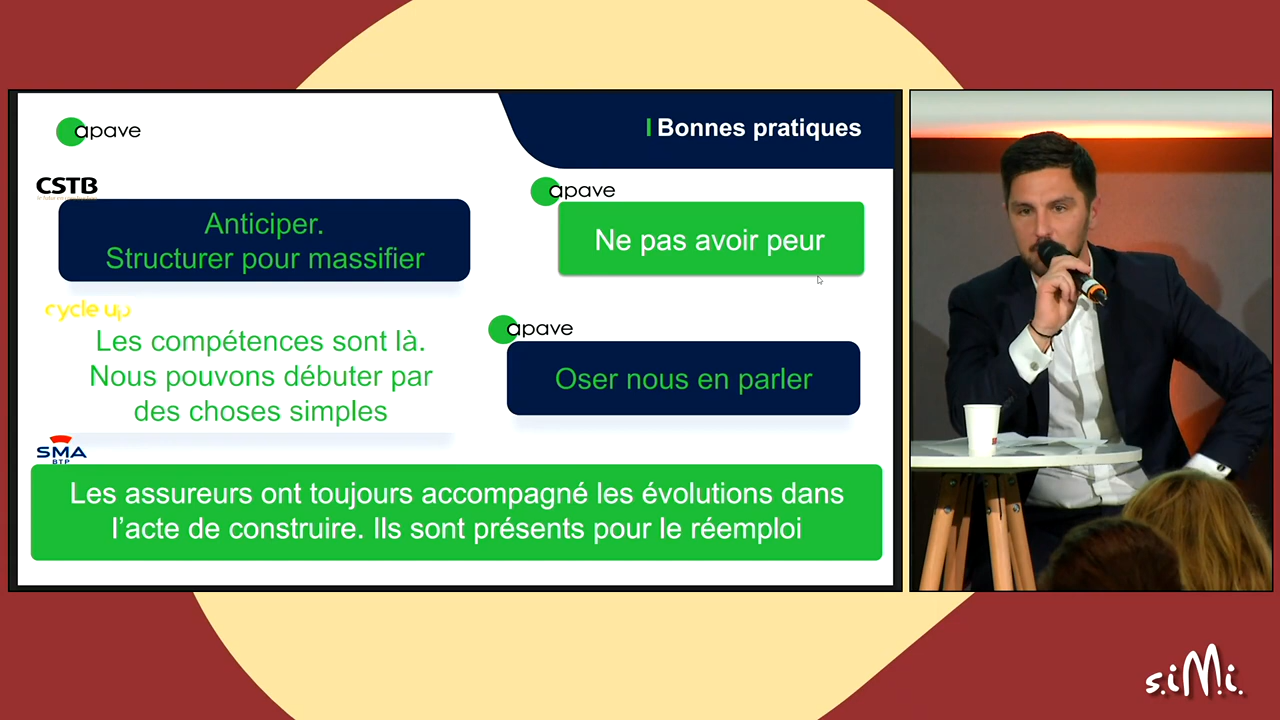 apave
Bonnes pratiques
CSTB
Anticiper.
Structurer pour massifier
apave
Ne pas avoir peur
cycle up
Les compétences sont là.
Nous pouvons débuter par
des choses simples
apave
Oser nous en parler
SMA
BTP
Les assureurs ont toujours accompagné les évolutions dans
l’acte de construire. Ils sont présents pour le réemploi
s.iM.i.